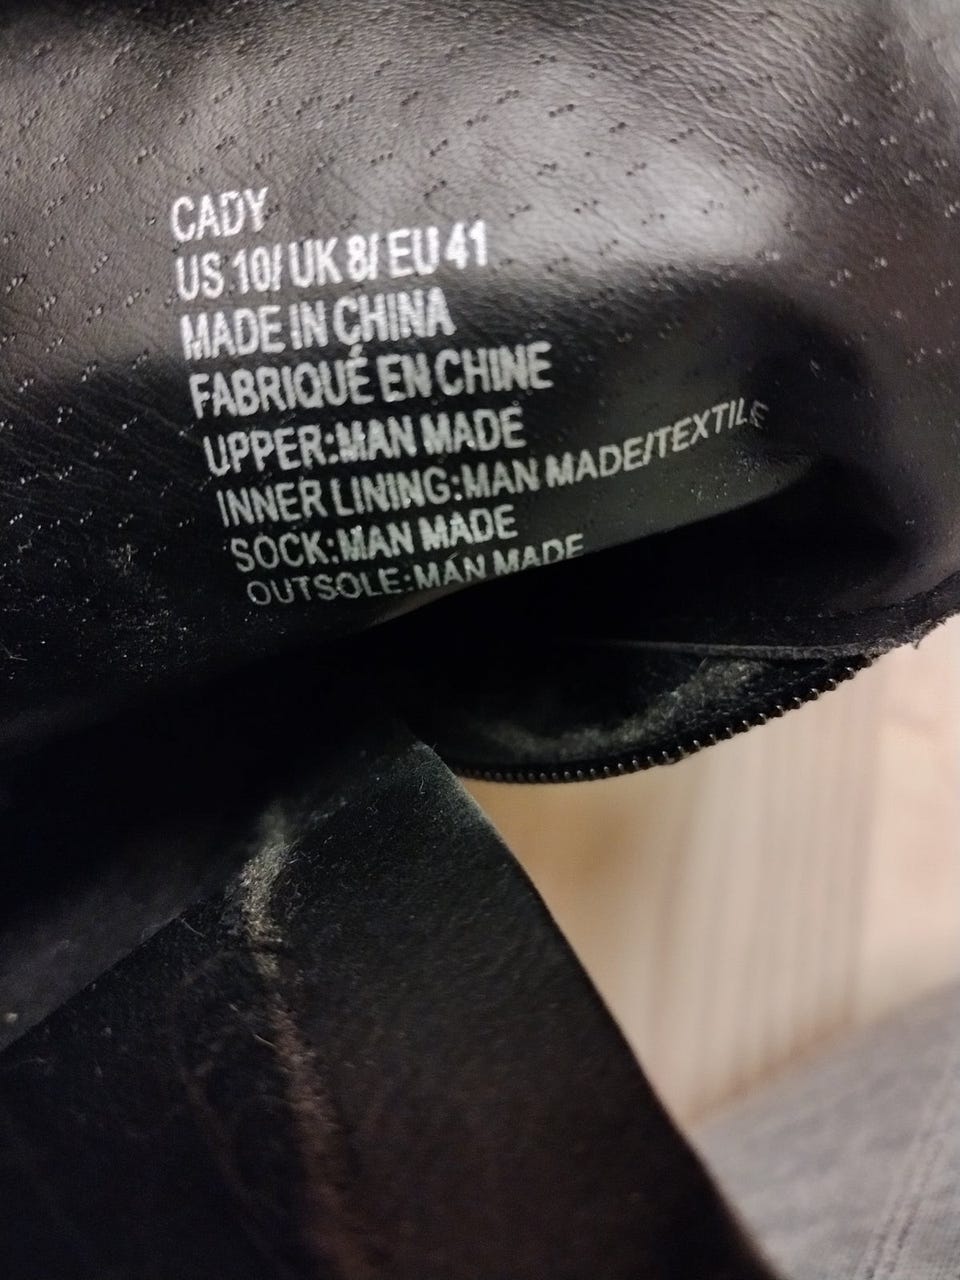 CADY
US 10/ UK 8/ EU 41
MADE IN CHINA
FABRIQUÉ EN CHINE
UPPER:MAN MADE
INNER LINING:MAN MADE/TEXTILE
SOCK:MAN MADE
OUTSOLE:MAN MADE